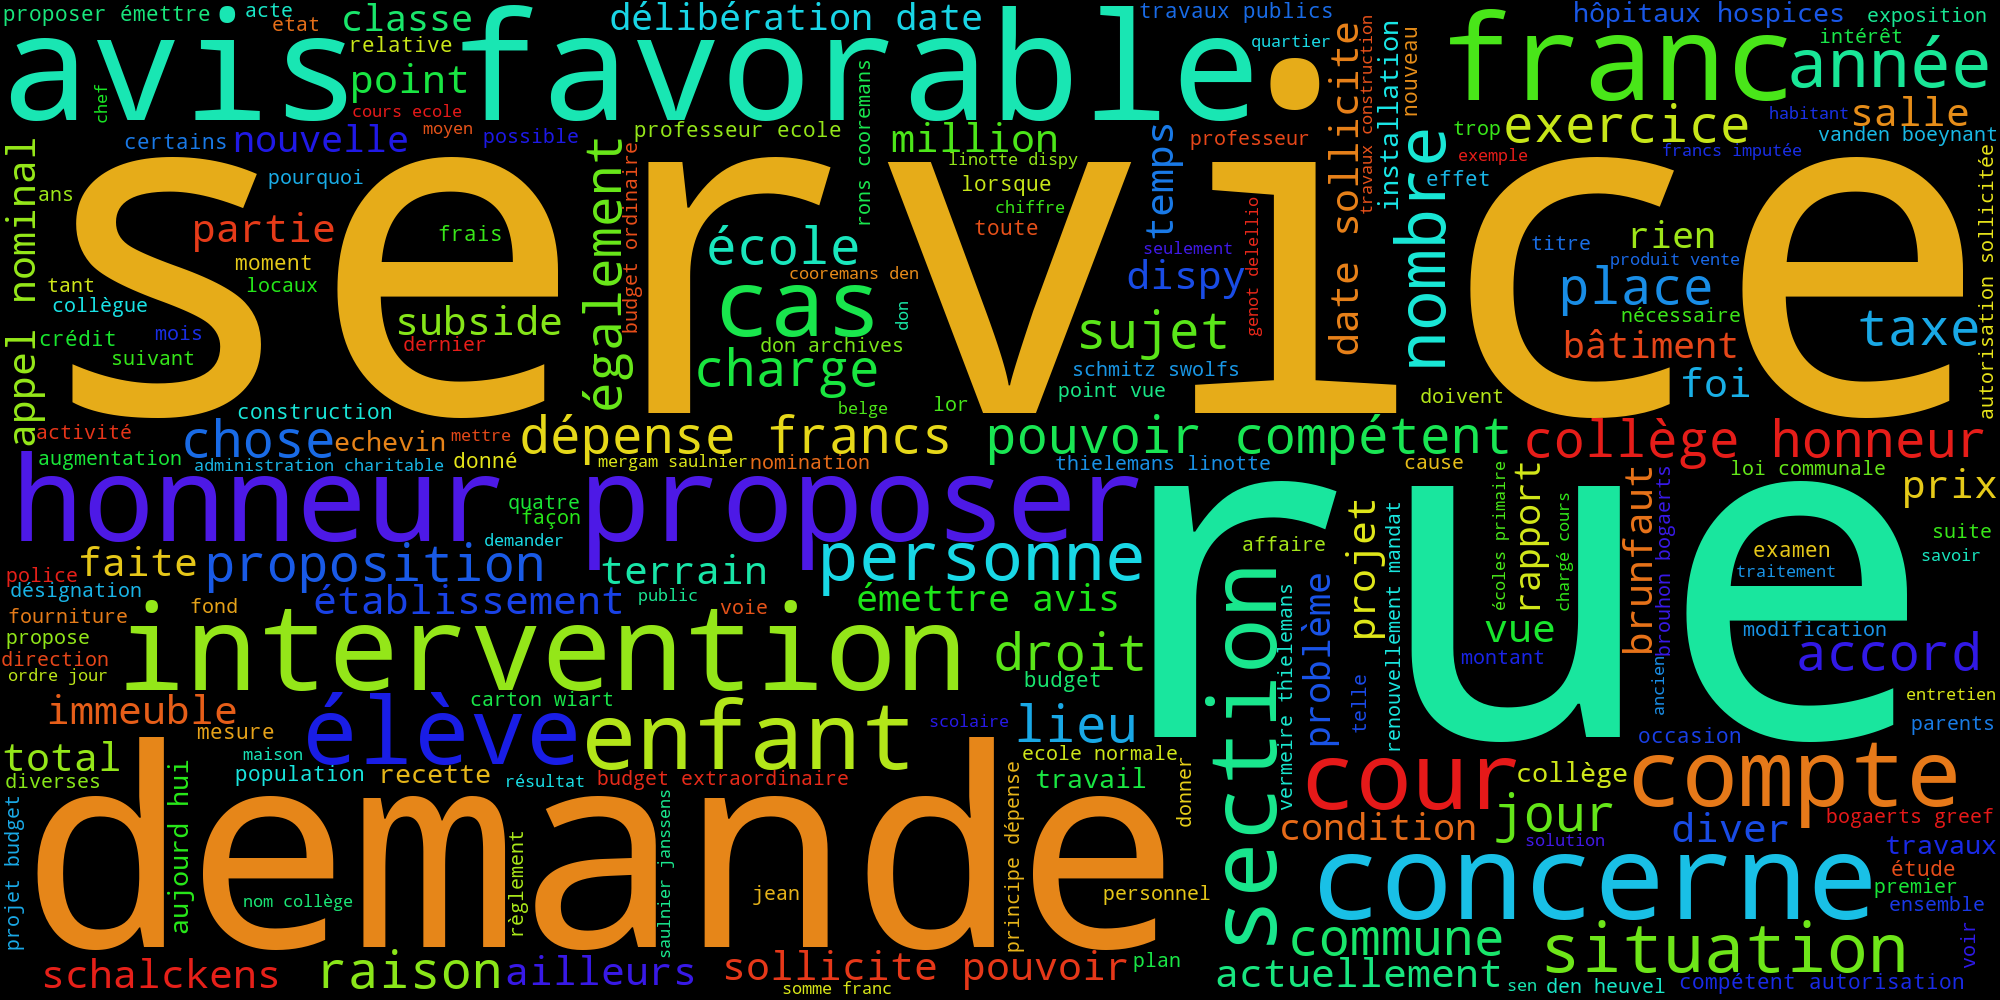 proposer émettre
acte
etat
classe
délibération date
travaux publics
hôpitaux hospices
exposition
avis favorable
relative
quartier
intérêt
franc
année
point
chef
cours ecole
date sollicite
travaux construction
installation
nouveau
habitant
salle
certains
nouvelle
moyen
possible
professeur ecole
rons cooremans
million
professeur
trop
exercice
vanden boeynant
appel nominal
pourquoi
également
budget ordinaire
linotte dispy
temps
exemple
francs imputée
ans
lorsque
effet
nombre
service
chiffre
partie
frais
école
toute
genot delellio
titre
rien
autorisation sollicitée
moment
seulement
produit vente
tant
locaux
cooremans den
dispy
place
collègue
subside
cas
don
sujet
nécessaire
taxe
crédit
mois
dernier
don archives
bâtiment
suivant
charge
schmitz swolfs
foi
point vue
doivent
construction
belge
lor
activité
chose
echevin
mettre
dépense francs
pouvoir compétent
collège honneur
augmentation
administration charitable
donné
mergam saulnier
nomination
thielemans linotte
cause
loi communale
honneur
proposer
quatre
façon
rue
écoles primaire
rapport
brunfaut
brouhon bogaerts
prix
demander
projet
renouvellement mandat
chargé cours
suite
faite
proposition
personne
affaire
examen
savoir
police
terrain
section
traitement
désignation
établissement
public
émettre avis
vermeire thielemans
problème
fourniture
fond
voie
vue
modification
propose
intervention
droit
montant
accord
direction
ordre jour
budget
telle
ancien
immeuble
carton wiart
entretien
mesure
élève
enfant
scolaire
lieu
parents
occasion
total
maison
ecole normale
diverses
population
recette
résultat
budget extraordinaire
travail
cour
collège
compte
projet budget
aujourd hui
demande
règlement
saulnier janssens
principe dépense
donner
condition
jour
diver
bogaerts greef
solution
travaux
concerne
étude
nom collège
jean
personnel
premier
ensemble
commune
situation
voir
schalckens
raison
ailleurs
sollicite pouvoir
plan
actuellement
somme franc
sen
den heuvel
compétent autorisation